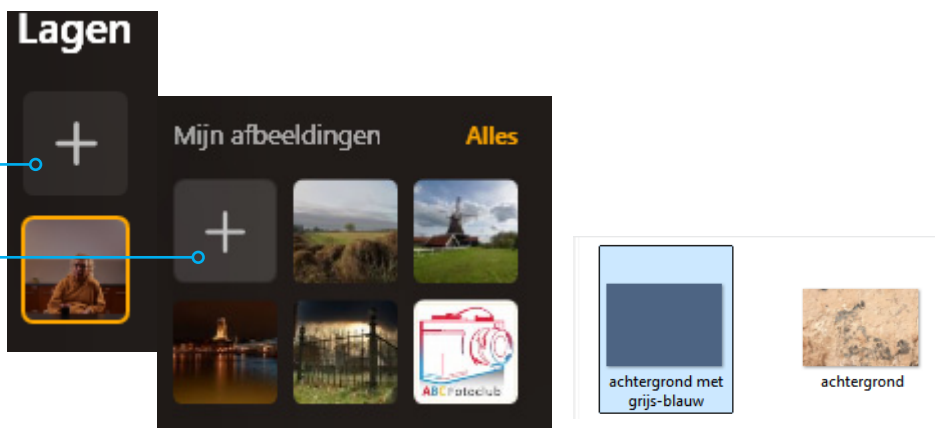 Lagen
Mijn afbeeldingen
Alles
ABCFotoclub
achtergrond met
grijs-blauw
achtergrond